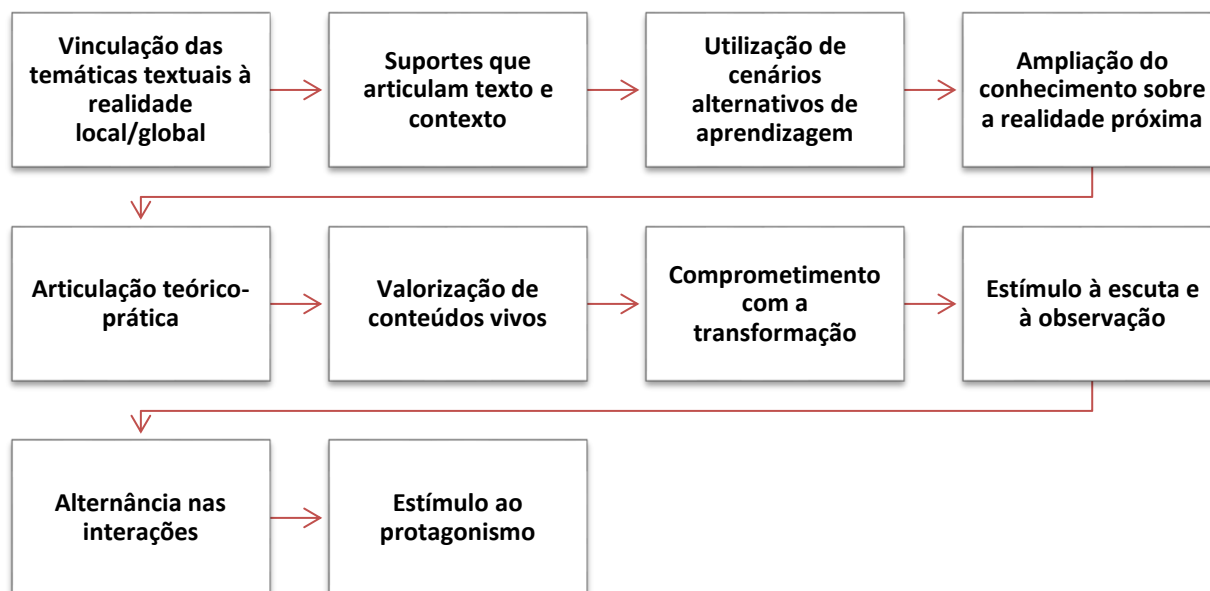 Vinculação das
temáticas textuais à
realidade
local/global
Suportes que
articulam texto e
contexto
Utilização de
cenários
alternativos de
aprendizagem
Ampliação do
conhecimento sobre
a realidade próxima
Articulação teórico-
prática
Valorização de
conteúdos vivos
Comprometimento
com a
transformação
Estímulo à escuta e
à observação
Alternância nas
interações
Estímulo ao
protagonismo